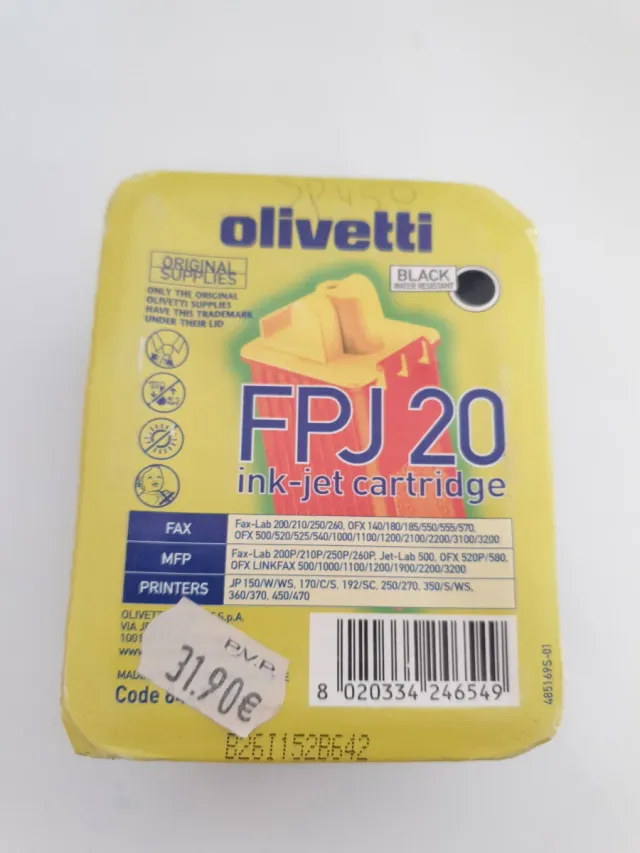 olivetti
ORIGINAL
SUPPLIES
ONLY THE ORIGINAL
OLIVETTI SUPPLIES
HAVE THIS TRADEMARK
UNDER THEIR LID
BLACK
WATER RESISTANT
FPJ 20
ink-jet cartridge
FAX
Fax-Lab 200/210/250/260, OFX 140/180/185/550/555/570,
OFX 500/520/525/540/1000/1100/1200/2100/2200/3100/3200
MFP
Fax-Lab 200P/210P/250P/260P, Jet-Lab 500, OFX 520P/580,
OFX LINKFAX 500/1000/1100/1200/1900/2200/3200
PRINTERS
JP 150/W/WS, 170/C/S, 192/SC, 250/270, 350/S/WS,
360/370, 450/470
OLIVETTI S.p.A.
VIA
www
Code
P.V.P.
31.90€
8 020334 246549
485169S-01
B26I152B642